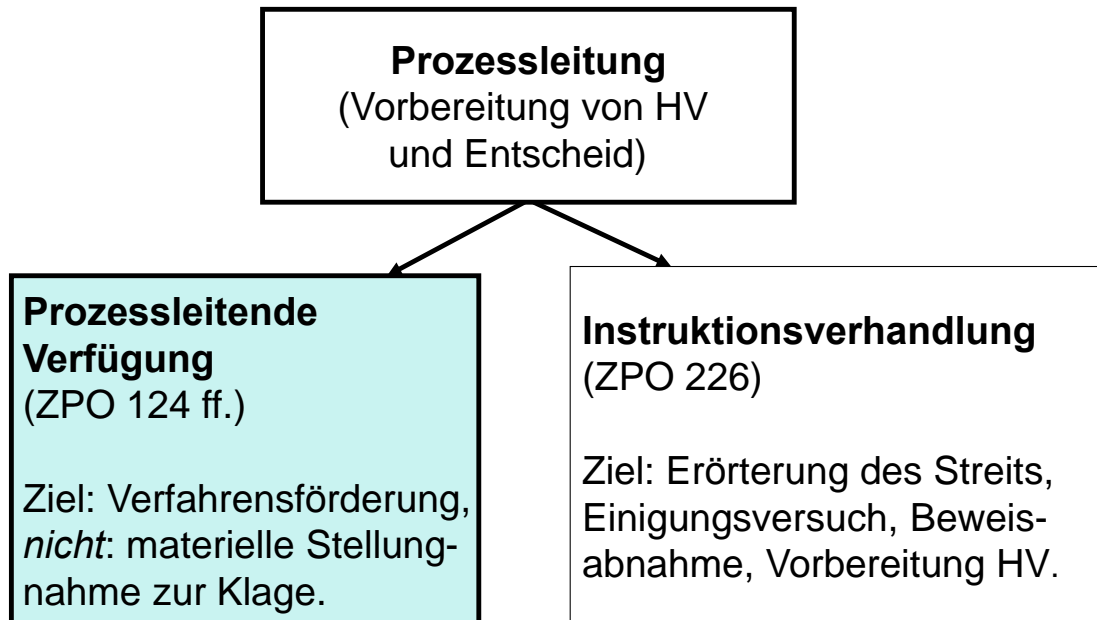 Prozessleitung
(Vorbereitung von HV
und Entscheid)
Prozessleitende
Verfügung
(ZPO 124 ff.)
Ziel: Verfahrensförderung,
nicht: materielle Stellung-
nahme zur Klage.
Instruktionsverhandlung
(ZPO 226)
Ziel: Erörterung des Streits,
Einigungsversuch, Beweis-
abnahme, Vorbereitung HV.